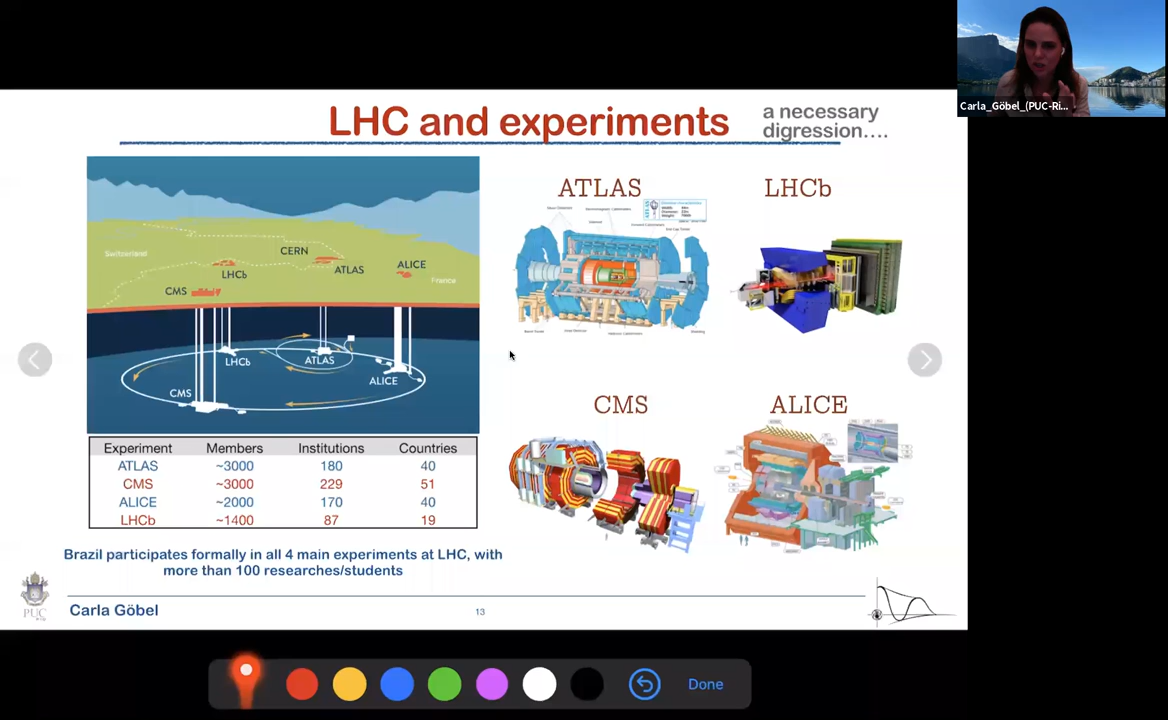 Carla_Göbel_(PUC-Ri...
LHC and experiments
a necessary
digression....
Switzerland
CERN
LHCb
ATLAS
ALICE
France
CMS
LHCb
ATLAS
ALICE
CMS
ATLAS
LHCb
CMS
ALICE
Experiment Members Institutions Countries
ATLAS ~3000 180 40
CMS ~3000 229 51
ALICE ~2000 170 40
LHCb ~1400 87 19
Brazil participates formally in all 4 main experiments at LHC, with
more than 100 researches/students
PUC
Carla Göbel
13
Done